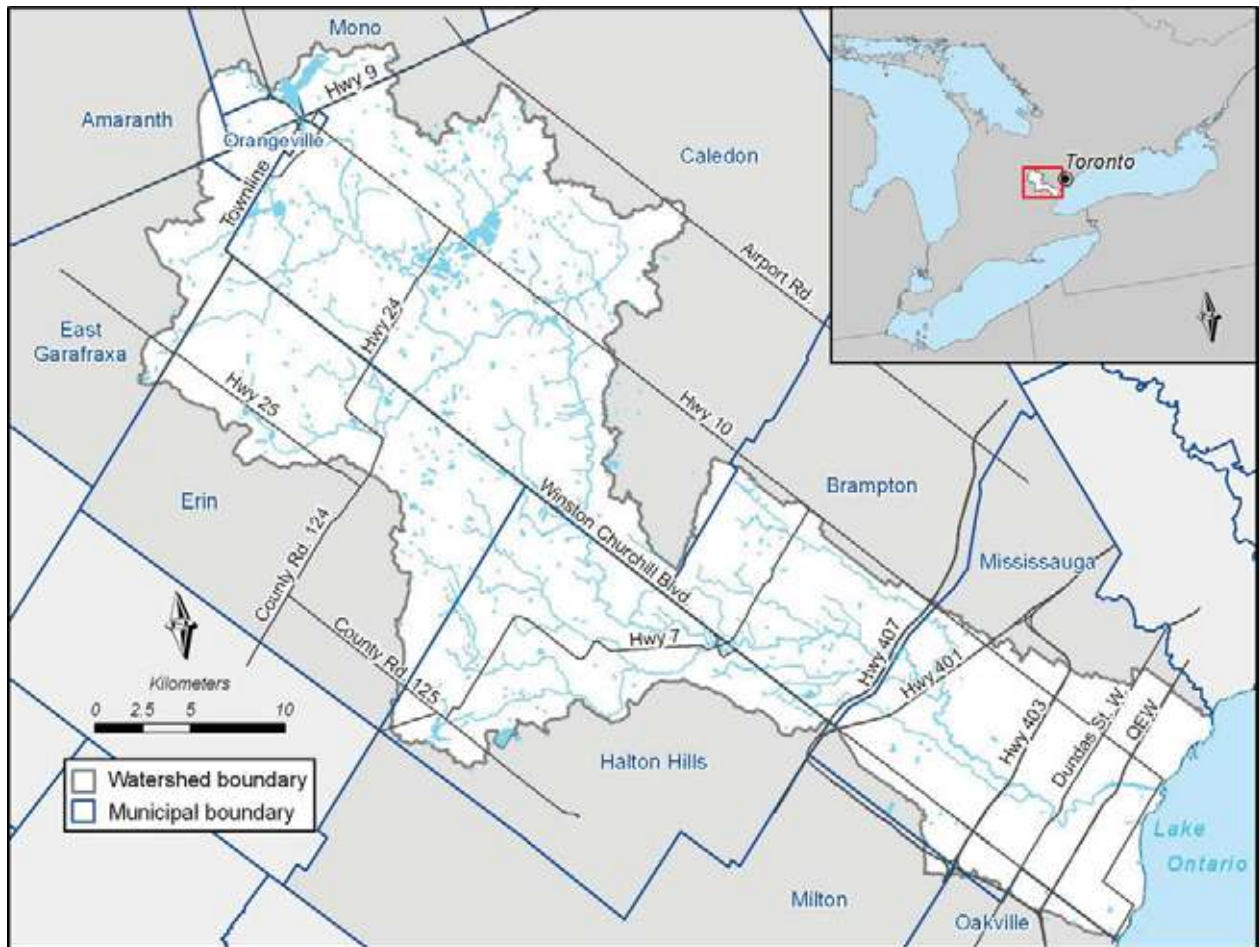 Mono
Hwy 9
Amaranth
Orangeville
Caledon
Toronto
Townline
Airport Rd.
East
Garafraxa
Hwy 24
Hwy 25
Hwy 10
Erin
Winston Churchill Blvd.
Brampton
Mississauga
County Rd. 124
County Rd. 125
Hwy 7
Hwy 407
Hwy 401
Kilometers
0 2.5 5 10
Halton Hills
Hwy 403
Dundas St. W.
QEW
Watershed boundary
Municipal boundary
Lake
Ontario
Milton
Oakville